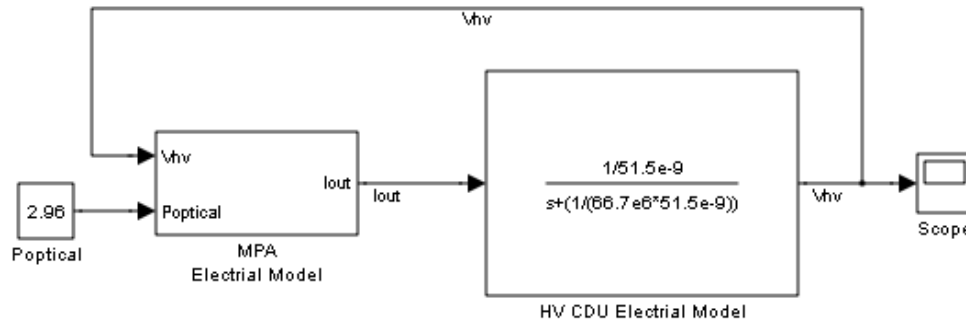 Vhv
Vhv
Iout
Poptical
2.96
Poptical
MPA
Electrial Model
Iout
1/51.5e-9
s+(1/(66.7e6*51.5e-9))
HV CDU Electrial Model
Vhv
Scope